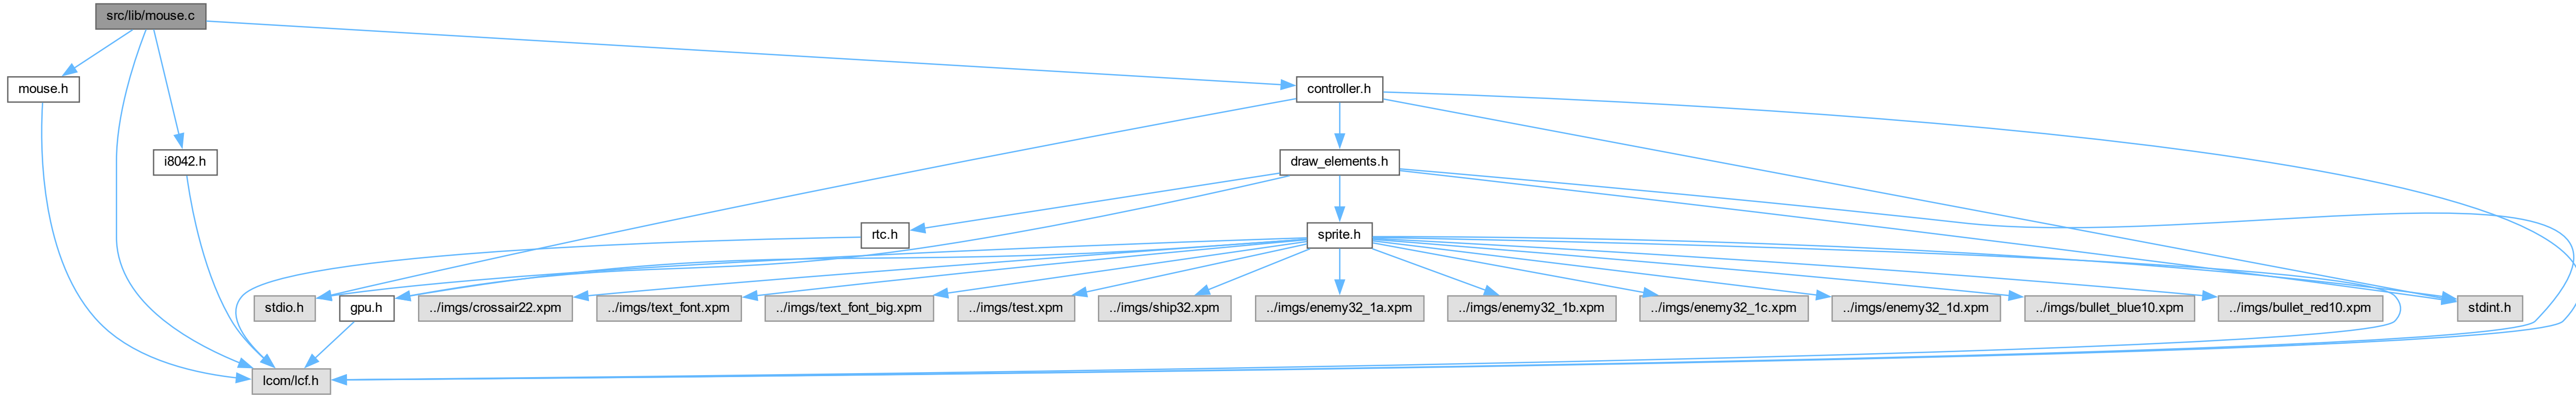 src/lib/mouse.c
mouse.h
controller.h
i8042.h
draw_elements.h
rtc.h
sprite.h
stdio.h
gpu.h
../imgs/crossair22.xpm
../imgs/text_font.xpm
../imgs/text_font_big.xpm
../imgs/test.xpm
../imgs/ship32.xpm
../imgs/enemy32_1a.xpm
../imgs/enemy32_1b.xpm
../imgs/enemy32_1c.xpm
../imgs/enemy32_1d.xpm
../imgs/bullet_blue10.xpm
../imgs/bullet_red10.xpm
stdint.h
lcom/lcf.h